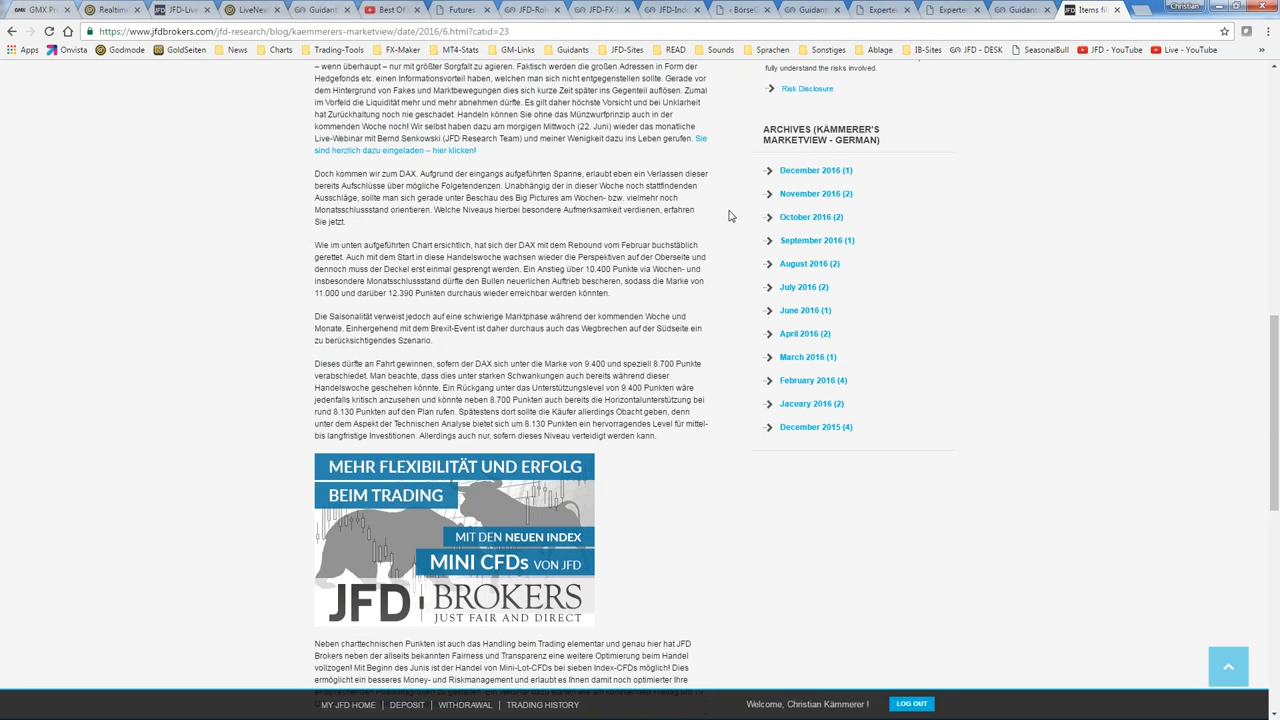 GMX Pr
Realtim
JFD-Live
LiveNew
Guidant
Best Of
Futures
JFD-Rol
JFD-FX-
JFD-Ind
« BörsE
Guidant
Experte
Experte
Guidant
Items fil
Christian
https://www.jfdbrokers.com/jfd-research/blog/kaemmerers-marketview/date/2016/6.html?catid=23
Apps Onvista Godmode GoldSeiten News Charts Trading-Tools FX-Maker MT4-Stats GM-Links Guidants JFD-Sites READ Sounds Sprachen Sonstiges Ablage IB-Sites JFD - DESK SeasonalBull JFD - YouTube Live - YouTube »
– wenn überhaupt – nur mit größter Sorgfalt zu agieren. Faktisch werden die großen Adressen in Form der
Hedgefonds etc. einen Informationsvorteil haben, welchen man sich nicht entgegenstellen sollte. Gerade vor
dem Hintergrund von Fakes und Marktbewegungen dies sich kurze Zeit später ins Gegenteil auflösen. Zumal
im Vorfeld die Liquidität mehr und mehr abnehmen dürfte. Es gilt daher höchste Vorsicht und bei Unklarheit
hat Zurückhaltung noch nie geschadet. Handeln können Sie ohne das Münzwurfprinzip auch in der
kommenden Woche noch! Wir selbst haben dazu am morgigen Mittwoch (22. Juni) wieder das monatliche
Live-Webinar mit Bernd Senkowski (JFD Research Team) und meiner Wenigkeit dazu ins Leben gerufen. Sie
sind herzlich dazu eingeladen – hier klicken!
Doch kommen wir zum DAX. Aufgrund der eingangs aufgeführten Spanne, erlaubt eben ein Verlassen dieser
bereits Aufschlüsse über mögliche Folgetendenzen. Unabhängig der in dieser Woche noch stattfindenden
Ausschläge, sollte man sich gerade unter Beschau des Big Pictures am Wochen- bzw. vielmehr noch
Monatsschlussstand orientieren. Welche Niveaus hierbei besondere Aufmerksamkeit verdienen, erfahren
Sie jetzt.
Wie im unten aufgeführten Chart ersichtlich, hat sich der DAX mit dem Rebound vom Februar buchstäblich
gerettet. Auch mit dem Start in diese Handelswoche wachsen wieder die Perspektiven auf der Oberseite und
dennoch muss der Deckel erst einmal gesprengt werden. Ein Anstieg über 10.400 Punkte via Wochen- und
insbesondere Monatsschlussstand dürfte den Bullen neuerlichen Auftrieb bescheren, sodass die Marke von
11.000 und darüber 12.390 Punkten durchaus wieder erreichbar werden könnten.
Die Saisonalität verweist jedoch auf eine schwierige Marktphase während der kommenden Woche und
Monate. Einhergehend mit dem Brexit-Event ist daher durchaus auch das Wegbrechen auf der Südseite ein
zu berücksichtigendes Szenario.
Dieses dürfte an Fahrt gewinnen, sofern der DAX sich unter die Marke von 9.400 und speziell 8.700 Punkte
verabschiedet. Man beachte, dass dies unter starken Schwankungen auch bereits während dieser
Handelswoche geschehen könnte. Ein Rückgang unter das Unterstützungslevel von 9.400 Punkten wäre
jedenfalls kritisch anzusehen und könnte neben 8.700 Punkten auch bereits die Horizontalunterstützung bei
rund 8.130 Punkten auf den Plan rufen. Spätestens dort sollte die Käufer allerdings Obacht geben, denn
unter dem Aspekt der Technischen Analyse bietet sich um 8.130 Punkten ein hervorragendes Level für mittel-
bis langfristige Investitionen. Allerdings auch nur, sofern dieses Niveau verteidigt werden kann.
MEHR FLEXIBILITÄT UND ERFOLG
BEIM TRADING
MIT DEN NEUEN INDEX
MINI CFDs VON JFD
JFD BROKERS
JUST FAIR AND DIRECT
Neben charttechnischen Punkten ist auch das Handling beim Trading elementar und genau hier hat JFD
Brokers neben der allseits bekannten Fairness und Transparenz eine weitere Optimierung beim Handel
vollzogen! Mit Beginn des Junis ist der Handel von Mini-Lot-CFDs bei sieben Index-CFDs möglich! Dies
ermöglicht ein besseres Money- und Riskmanagement und erlaubt es Ihnen damit noch optimierter Ihre
fully understand the risks involved.
Risk Disclosure
ARCHIVES (KÄMMERER'S
MARKETVIEW - GERMAN)
December 2016 (1)
November 2016 (2)
October 2016 (2)
September 2016 (1)
August 2016 (2)
July 2016 (2)
June 2016 (1)
April 2016 (2)
March 2016 (1)
February 2016 (4)
Jaceary 2016 (2)
December 2015 (4)
MY JFD HOME | DEPOSIT | WITHDRAWAL | TRADING HISTORY
Welcome, Christian Kämmerer !
LOG OUT